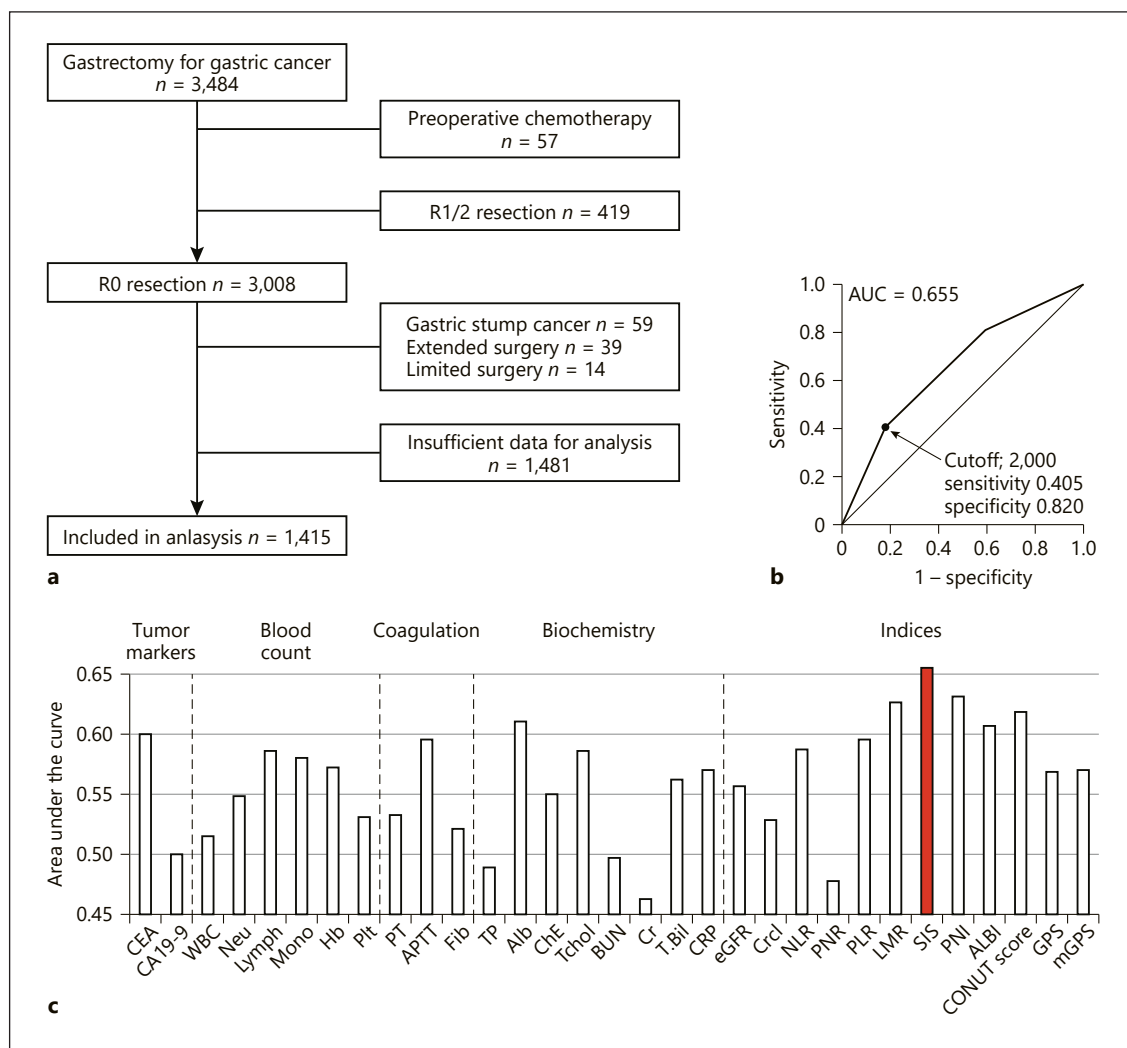 Gastrectomy for gastric cancer
n = 3,484
Preoperative chemotherapy
n = 57
R1/2 resection n = 419
R0 resection n = 3,008
Gastric stump cancer n = 59
Extended surgery n = 39
Limited surgery n = 14
Insufficient data for analysis
n = 1,481
Included in anlasysis n = 1,415
a
1.0
0.8
0.6
0.4
0.2
0
Sensitivity
AUC = 0.655
Cutoff; 2,000
sensitivity 0.405
specificity 0.820
0 0.2 0.4 0.6 0.8 1.0
1 – specificity
b
Tumor
markers
Blood
count
Coagulation
Biochemistry
Indices
0.65
0.60
0.55
0.50
0.45
Area under the curve
CEA
CA19-9
WBC
Neu
Lymph
Mono
Hb
Plt
PT
APTT
Fib
TP
Alb
ChE
Tchol
BUN
Cr
T.Bil
CRP
eGFR
Crcl
NLR
PNR
PLR
LMR
SIS
PNI
ALBi
CONUT score
GPS
mGPS
c